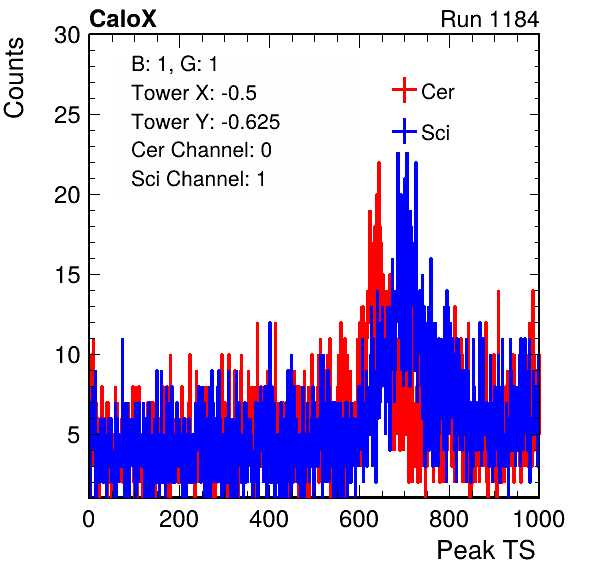 CaloX
Run 1184
Counts
30
25
20
15
10
5
B: 1, G: 1
Tower X: -0.5
Tower Y: -0.625
Cer Channel: 0
Sci Channel: 1
Cer
Sci
0
200
400
600
800
1000
Peak TS